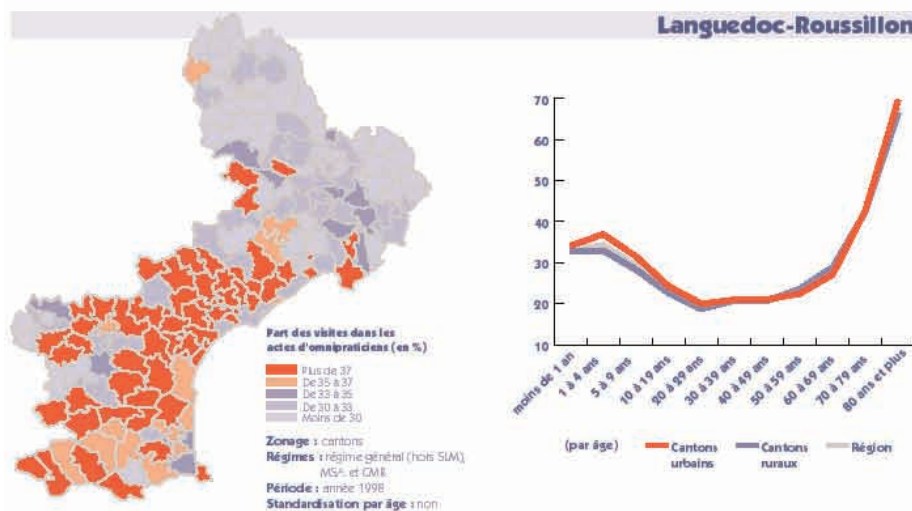 Languedoc-Roussillon
Part des visites dans les
actes d'omnipraticiens (en %)
Plus de 37
De 35 à 37
De 33 à 35
De 30 à 33
Moins de 30
Zonage : cantons
Régimes : régime général (hors SLM),
MSA et CMR
Période : année 1998
Standardisation par âge : non
70
60
50
40
30
20
10
moins de 1 an
1 à 4 ans
5 à 9 ans
10 à 19 ans
20 à 29 ans
30 à 39 ans
40 à 49 ans
50 à 59 ans
60 à 69 ans
70 à 79 ans
80 ans et plus
(par âge)
Cantons
urbains
Cantons
ruraux
Région